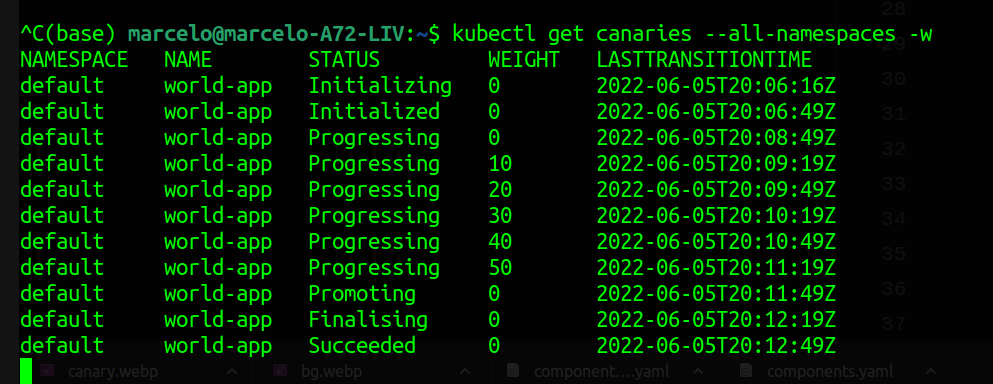 28
^C(base) marcelo@marcelo-A72-LIV:~$ kubectl get canaries --all-namespaces -w
29
NAMESPACE NAME STATUS WEIGHT LASTTRANSITIONTIME
default world-app Initializing 0 2022-06-05T20:06:16Z
30
default world-app Initialized 0 2022-06-05T20:06:49Z
31
default world-app Progressing 0 2022-06-05T20:08:49Z
32
default world-app Progressing 10 2022-06-05T20:09:19Z
default world-app Progressing 20 2022-06-05T20:09:49Z
33
default world-app Progressing 30 2022-06-05T20:10:19Z
34
default world-app Progressing 40 2022-06-05T20:10:49Z
35
default world-app Progressing 50 2022-06-05T20:11:19Z
default world-app Promoting 0 2022-06-05T20:11:49Z
36
default world-app Finalising 0 2022-06-05T20:12:19Z
37
default world-app Succeeded 0 2022-06-05T20:12:49Z
canary.webp bg.webp component....yaml components.yaml